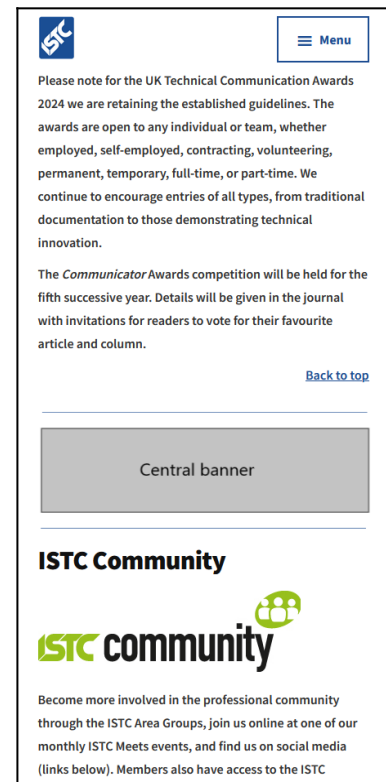 ISTC
Menu
Please note for the UK Technical Communication Awards
2024 we are retaining the established guidelines. The
awards are open to any individual or team, whether
employed, self-employed, contracting, volunteering,
permanent, temporary, full-time, or part-time. We
continue to encourage entries of all types, from traditional
documentation to those demonstrating technical
innovation.
The Communicator Awards competition will be held for the
fifth successive year. Details will be given in the journal
with invitations for readers to vote for their favourite
article and column.
Back to top
Central banner
ISTC Community
ISTC community
Become more involved in the professional community
through the ISTC Area Groups, join us online at one of our
monthly ISTC Meets events, and find us on social media
(links below). Members also have access to the ISTC